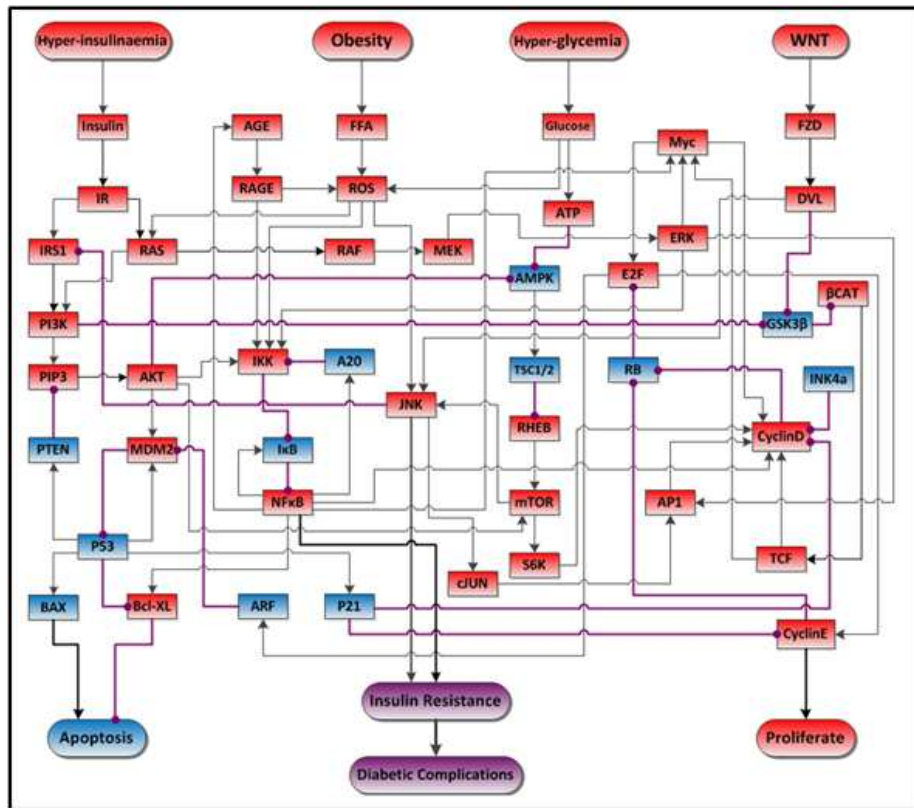 Hyper-insulinaemia
Obesity
Hyper-glycemia
WNT
Insulin
AGE
FFA
Glucose
Myc
FZD
IR
RAGE
ROS
ATP
DVL
IRS1
RAS
RAF
MEK
ERK
AMPK
E2F
βCAT
PI3K
GSK3β
PIP3
AKT
IKK
A20
TSC1/2
RB
INK4a
JNK
RHEB
CyclinD
PTEN
MDM2
IκB
NFκB
mTOR
AP1
P53
S6K
TCF
cJUN
BAX
Bcl-XL
ARF
P21
CyclinE
Insulin Resistance
Apoptosis
Proliferate
Diabetic Complications